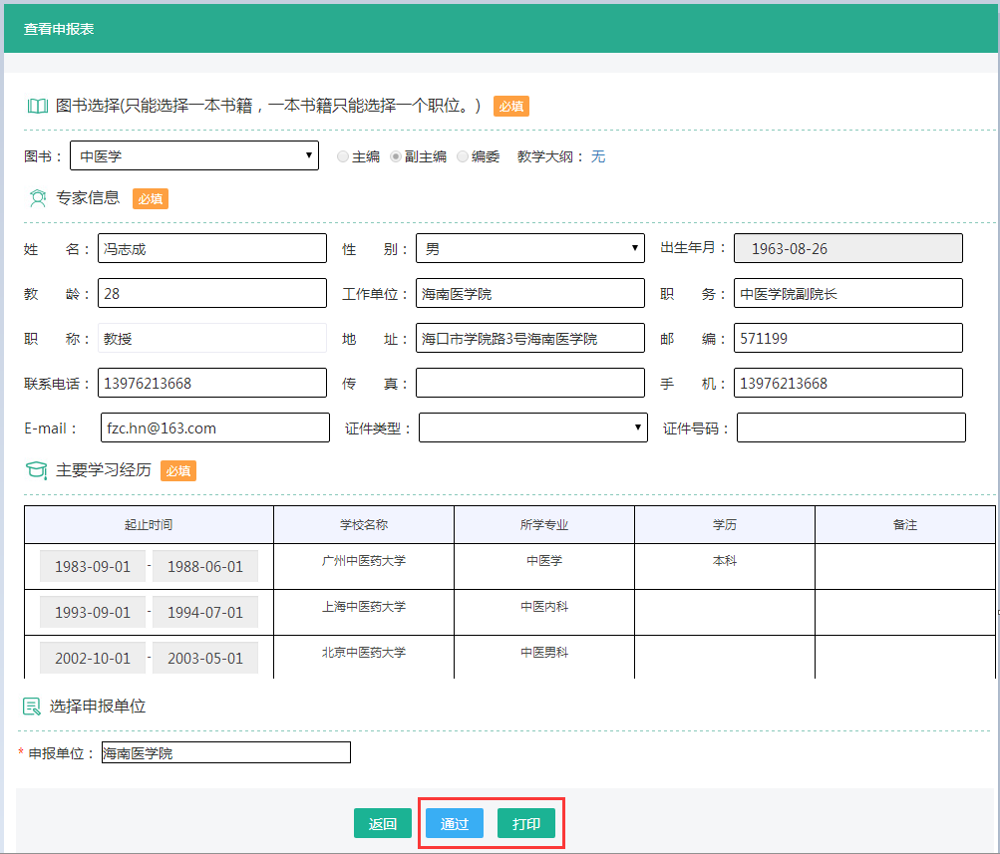 查看申报表
图书选择(只能选择一本书籍，一本书籍只能选择一个职位。) 必填
图书： 中医学 主编 副主编 编委 教学大纲： 无
专家信息 必填
姓 名： 冯志成 性 别： 男 出生年月： 1963-08-26
教 龄： 28 工作单位： 海南医学院 职 务： 中医学院副院长
职 称： 教授 地 址： 海口市学院路3号海南医学院 邮 编： 571199
联系电话： 13976213668 传 真： 手 机： 13976213668
E-mail： fzc.hn@163.com 证件类型： 证件号码：
主要学习经历 必填
起止时间 学校名称 所学专业 学历 备注
1983-09-01 - 1988-06-01 广州中医药大学 中医学 本科
1993-09-01 - 1994-07-01 上海中医药大学 中医内科
2002-10-01 - 2003-05-01 北京中医药大学 中医男科
选择申报单位
* 申报单位： 海南医学院
返回 通过 打印